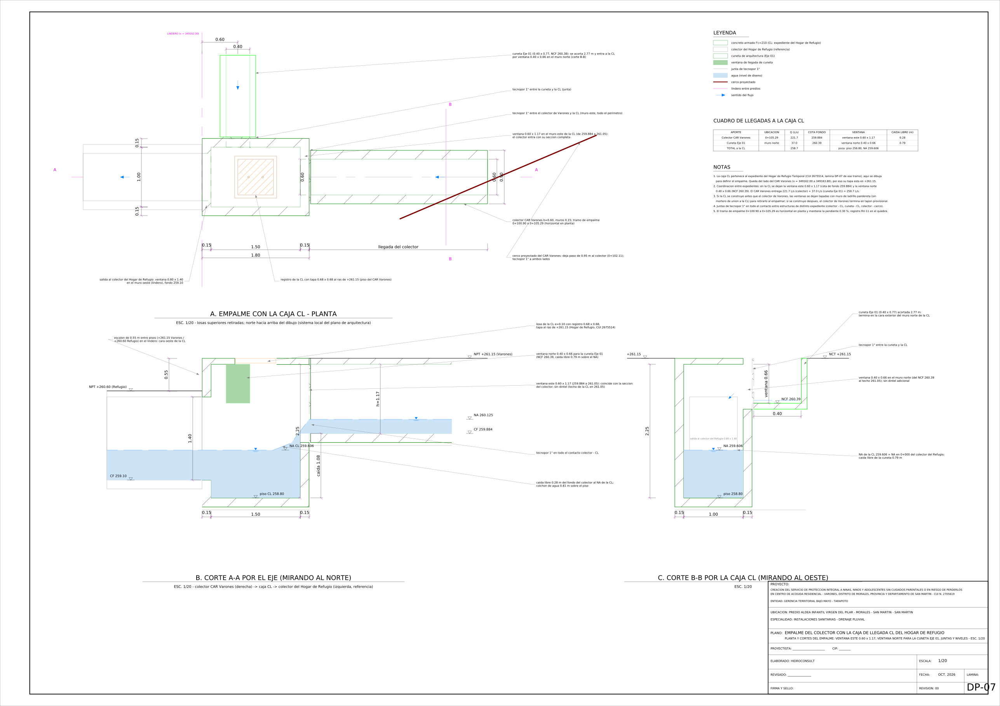 LINDERO (x = 349162.00)
0.60
0.40
cuneta Eje 01 (0.40 x 0.77, NCF 260.38): se acorta 2.77 m y entra a la CL
por ventana 0.40 x 0.66 en el muro norte (corte B-B)
tecnopor 1" entre la cuneta y la CL (junta)
B
tecnopor 1" entre el colector de Varones y la CL (muro este, todo el perimetro)
ventana 0.60 x 1.17 en el muro este de la CL (de 259.884 a 261.05):
el colector entra con su seccion completa
0.15
1.00
0.15
A
0.60
0.60
0.90
A
colector CAR Varones b=0.60, muros 0.15; tramo de empalme
0+100.90 a 0+105.29 (horizontal en planta)
0.15
1.50
0.15
llegada del colector
1.80
B
cerco proyectado del CAR Varones: deja paso de 0.95 m al colector (0+102.11);
tecnopor 1" a ambos lados
salida al colector del Hogar de Refugio: ventana 0.80 x 1.40
en el muro oeste (lindero), fondo 259.10
registro de la CL con tapa 0.68 x 0.68 al ras de +261.15 (piso del CAR Varones)
A. EMPALME CON LA CAJA CL - PLANTA
ESC. 1/20 - losas superiores retiradas; norte hacia arriba del dibujo (sistema local del plano de arquitectura)
LEYENDA
concreto armado f'c=210 (CL: expediente del Hogar de Refugio)
colector del Hogar de Refugio (referencia)
cuneta de arquitectura (Eje 01)
ventana de llegada de cuneta
junta de tecnopor 1"
agua (nivel de diseno)
cerco proyectado
lindero entre predios
sentido del flujo
CUADRO DE LLEGADAS A LA CAJA CL
APORTE UBICACION Q (L/s) COTA FONDO VENTANA CAIDA LIBRE (m)
Colector CAR Varones 0+105.29 221.7 259.884 ventana este 0.60 x 1.17 0.28
Cuneta Eje 01 muro norte 37.0 260.39 ventana norte 0.40 x 0.66 0.79
TOTAL a la CL 258.7 poza: piso 258.80, NA 259.606
NOTAS
1. La caja CL pertenece al expediente del Hogar de Refugio Temporal (CUI 2675514, lamina DP-07 de ese tramo); aqui se dibuja
para definir el empalme. Queda del lado del CAR Varones (x = 349162.00 a 349163.80), por eso su tapa esta en +261.15.
2. Coordinacion entre expedientes: en la CL se dejan la ventana este 0.60 x 1.17 (cota de fondo 259.884) y la ventana norte
0.40 x 0.66 (NCF 260.39). El CAR Varones entrega 221.7 L/s (colector) + 37.0 L/s (cuneta Eje 01) = 258.7 L/s.
3. Si la CL se construye antes que el colector de Varones, las ventanas se dejan tapadas con muro de ladrillo pandereta (sin
mortero de union a la CL) para retirarlo al empalmar; si se construye despues, el colector de Varones termina en tapon provisional.
4. Juntas de tecnopor 1" en todo el contacto entre estructuras de distinto expediente (colector - CL, cuneta - CL, colector - cerco).
5. El tramo de empalme 0+100.90 a 0+105.29 es horizontal en planta y mantiene la pendiente 0.30 %; registro RV-11 en el quiebre.
escalon de 0.55 m entre pisos (+261.15 Varones /
+260.60 Refugio) en el lindero: cara oeste de la CL
losa de la CL e=0.10 con registro 0.68 x 0.68,
tapa al ras de +261.15 (Hogar de Refugio, CUI 2675514)
NPT +261.15 (Varones)
ventana norte 0.40 x 0.66 para la cuneta Eje 01
(NCF 260.39, caida libre 0.79 m sobre el NA)
0.55
NPT +260.60 (Refugio)
ventana este 0.60 x 1.17 (259.884 a 261.05): coincide con la seccion
del colector; sin dintel (techo de la CL en 261.05)
h=1.17
NA 260.125
CF 259.884
2.25
1.40
NA CL 259.606
tecnopor 1" en todo el contacto colector - CL
caida 1.08
CF 259.10
caida libre 0.28 m del fondo del colector al NA de la CL;
colchon de agua 0.81 m sobre el piso
piso CL 258.80
0.15
1.50
0.15
B. CORTE A-A POR EL EJE (MIRANDO AL NORTE)
ESC. 1/20 - colector CAR Varones (derecha) -> caja CL -> colector del Hogar de Refugio (izquierda, referencia)
cuneta Eje 01 (0.40 x 0.77) acortada 2.77 m:
termina en la cara exterior del muro norte de la CL
tecnopor 1" entre la cuneta y la CL
+261.15
NCT +261.15
ventana 0.66
ventana 0.40 x 0.66 en el muro norte (del NCF 260.39
al techo 261.05); sin dintel adicional
NCF 260.39
0.40
2.25
salida al colector del Refugio 0.80 x 1.40
NA 259.606
NA de la CL 259.606 = NA en 0+000 del colector del Refugio;
caida libre de la cuneta 0.79 m
piso 258.80
0.15
1.00
0.15
C. CORTE B-B POR LA CAJA CL (MIRANDO AL OESTE)
ESC. 1/20
PROYECTO:
CREACION DEL SERVICIO DE PROTECCION INTEGRAL A NINAS, NINOS Y ADOLESCENTES SIN CUIDADOS PARENTALES O EN RIESGO DE PERDERLOS
EN CENTRO DE ACOGIDA RESIDENCIAL - VARONES, DISTRITO DE MORALES, PROVINCIA Y DEPARTAMENTO DE SAN MARTIN - CUI N. 2705619
ENTIDAD: GERENCIA TERRITORIAL BAJO MAYO - TARAPOTO
UBICACION: PREDIO ALDEA INFANTIL VIRGEN DEL PILAR - MORALES - SAN MARTIN - SAN MARTIN
ESPECIALIDAD: INSTALACIONES SANITARIAS - DRENAJE PLUVIAL
PLANO: EMPALME DEL COLECTOR CON LA CAJA DE LLEGADA CL DEL HOGAR DE REFUGIO
PLANTA Y CORTES DEL EMPALME: VENTANA ESTE 0.60 x 1.17, VENTANA NORTE PARA LA CUNETA EJE 01, JUNTAS Y NIVELES - ESC. 1/20
PROYECTISTA: ______________________ CIP: ________
ELABORADO: HIDROCONSULT ESCALA: 1/20
REVISADO: ________________ FECHA: OCT. 2026 LAMINA:
FIRMA Y SELLO: REVISION: 00 DP-07